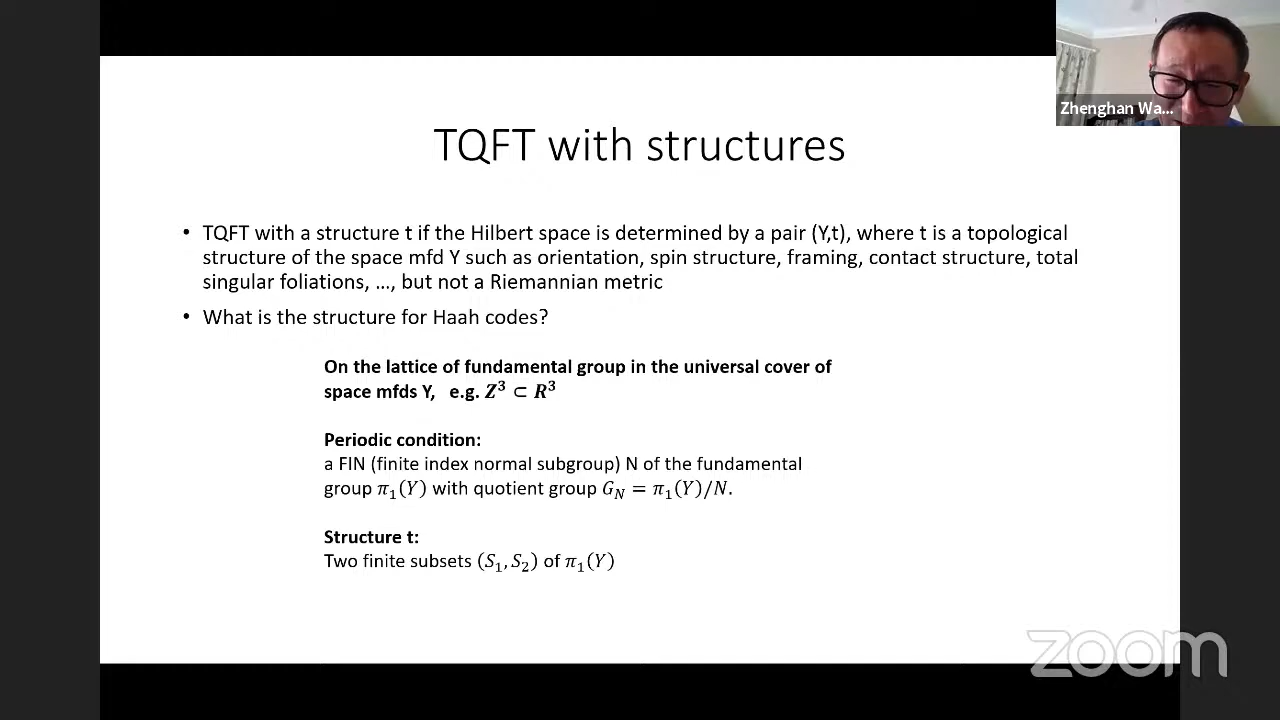 Zhenghan Wa...
TQFT with structures
• TQFT with a structure t if the Hilbert space is determined by a pair (Y,t), where t is a topological
structure of the space mfd Y such as orientation, spin structure, framing, contact structure, total
singular foliations, ..., but not a Riemannian metric
• What is the structure for Haah codes?
On the lattice of fundamental group in the universal cover of
space mfds Y, e.g. Z³ ⊂ R³
Periodic condition:
a FIN (finite index normal subgroup) N of the fundamental
group π₁(Y) with quotient group G_N = π₁(Y)/N.
Structure t:
Two finite subsets (S₁, S₂) of π₁(Y)
zoom